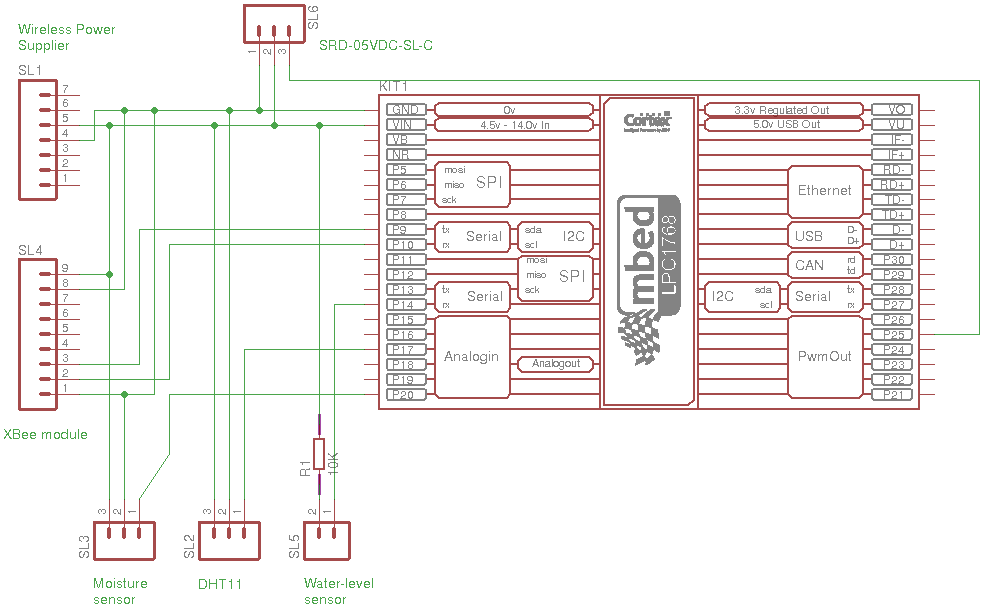 Wireless Power
Supplier
SL1
7
6
5
4
3
2
1
SL6
1
2
3
SRD-05VDC-SL-C
KIT1
GND 0v 3.3v Regulated Out VO
VIN 4.5v - 14.0v In 5.0v USB Out VU
VB IF-
NR IF+
P5 mosi RD-
P6 miso SPI Ethernet RD+
P7 sck TD-
P8 TD+
P9 tx Serial sda I2C USB D- D-
P10 rx scl D+ D+
P11 mosi CAN rd P30
P12 miso SPI td P29
P13 tx Serial sck I2C sda Serial tx P28
P14 rx scl rx P27
P15 P26
P16 P25
P17 Analogin PwmOut P24
P18 Analogout P23
P19 P22
P20 P21
Cortex
mbed
LPC1768
SL4
9
8
7
6
5
4
3
2
1
XBee module
R1
10K
SL3
3
2
1
Moisture
sensor
SL2
3
2
1
DHT11
SL5
2
1
Water-level
sensor